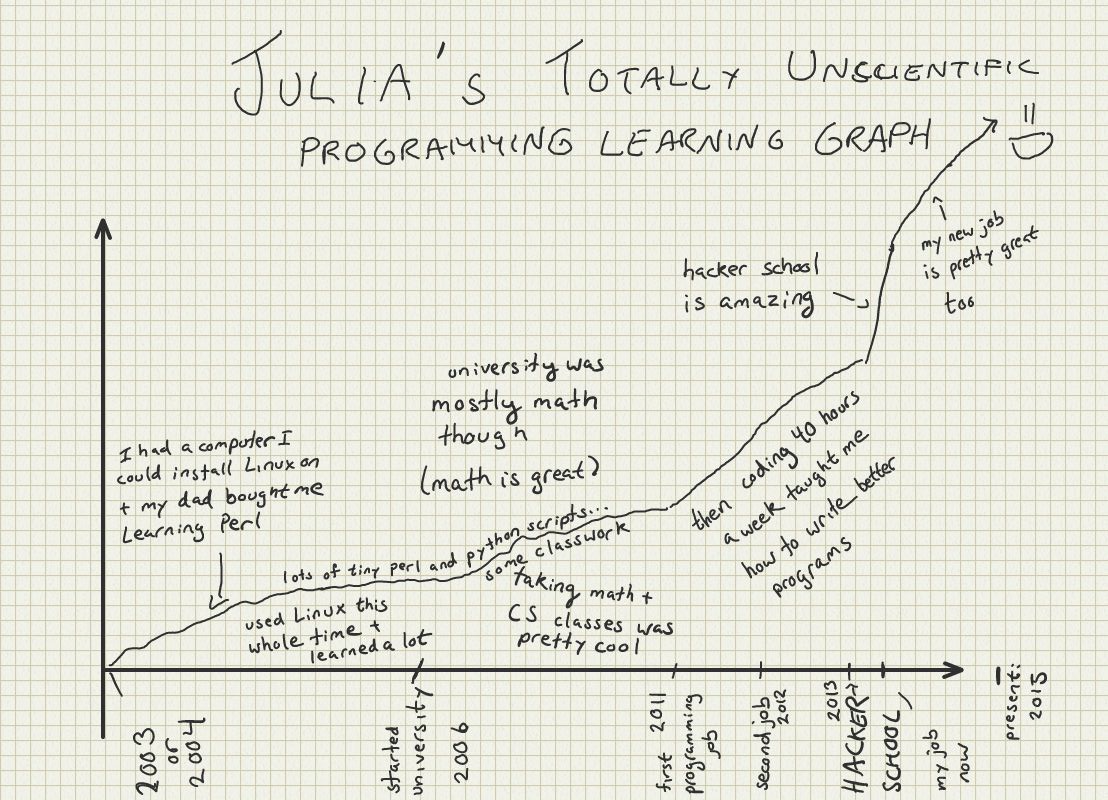 JULIA'S TOTALLY UNSCIENTIFIC
PROGRAMMING LEARNING GRAPH
my new job
is pretty great
too
hacker school
is amazing
university was
mostly math
though
(math is great)
I had a computer I
could install Linux on
+ my dad bought me
Learning Perl
then coding 40 hours
a week taught me
how to write better
programs
lots of tiny perl and python scripts...
some classwork
used Linux this
whole time +
learned a lot
taking math +
CS classes was
pretty cool
2003
or
2004
started
university
2006
first 2011
programming
job
second job
2012
2013
HACKER
SCHOOL
my job
now
present:
2015